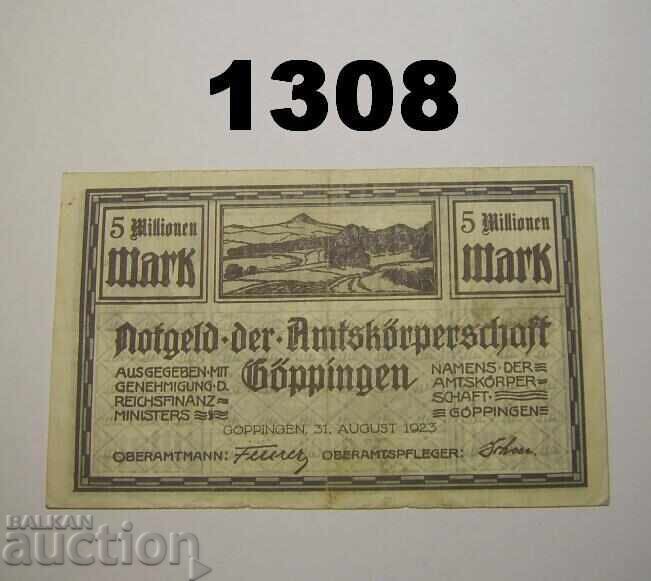 1308
5 Millionen
Mark
5 Millionen
Mark
Notgeld · der · Amtskörperschaft
Göppingen
AUSGEGEBEN · MIT
GENEHMIGUNG D.
REICHSFINANZ-
MINISTERS
NAMENS · DER
AMTSKÖRPER-
SCHAFT ·
GÖPPINGEN
GÖPPINGEN, 31. AUGUST 1923
OBERAMTMANN: OBERAMTSPFLEGER:
BALKAN
auction